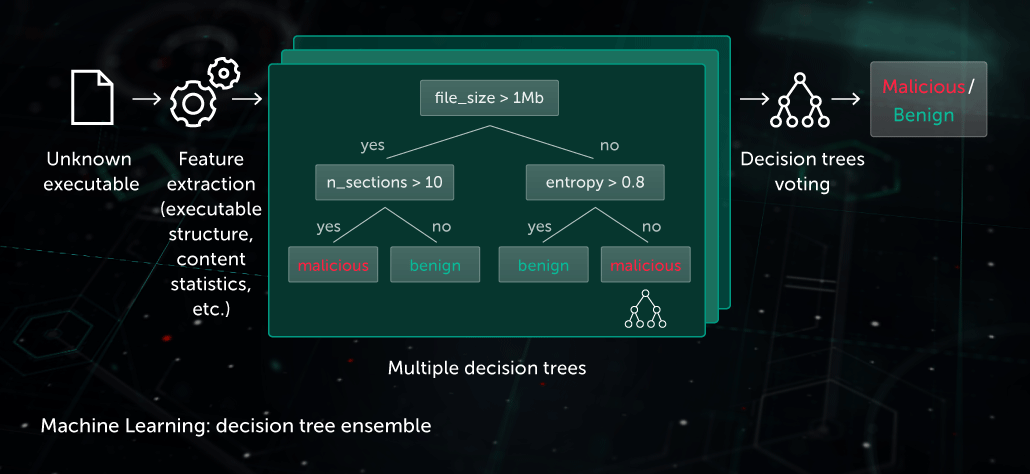 Unknown
executable
Feature
extraction
(executable
structure,
content
statistics,
etc.)
file_size > 1Mb
yes
no
n_sections > 10
entropy > 0.8
yes
no
yes
no
malicious
benign
benign
malicious
Multiple decision trees
Decision trees
voting
Malicious/
Benign
Machine Learning: decision tree ensemble